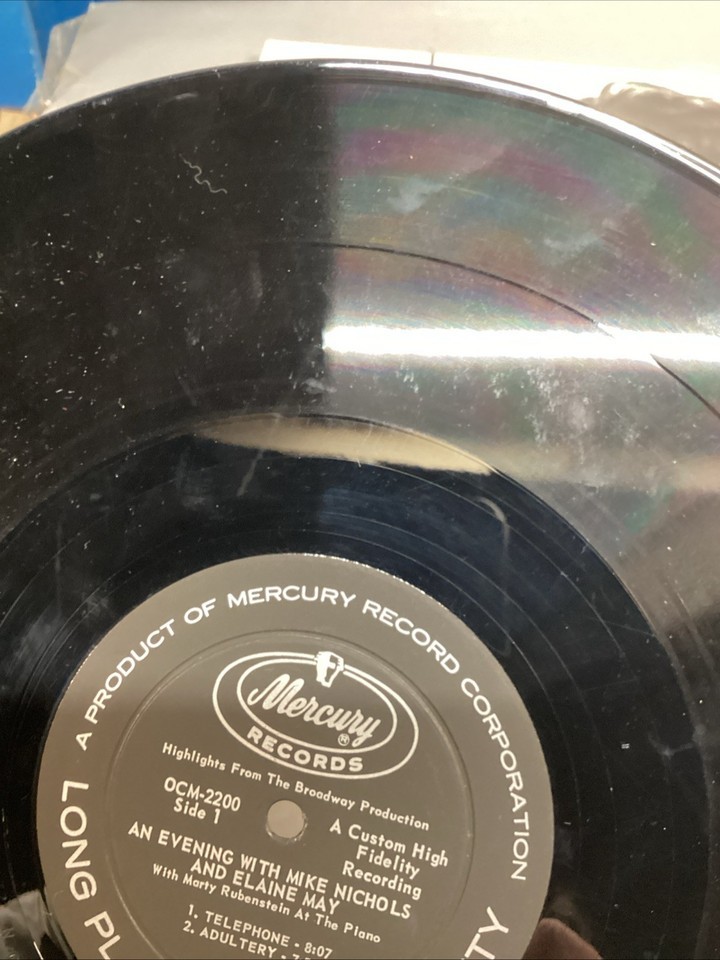 A PRODUCT OF MERCURY RECORD CORPORATION
Mercury®
RECORDS
Highlights From The Broadway Production
OCM-2200
Side 1
A Custom High
Fidelity
Recording
AN EVENING WITH MIKE NICHOLS
AND ELAINE MAY
With Marty Rubenstein At The Piano
1. TELEPHONE - 8:07
2. ADULTERY -
LONG